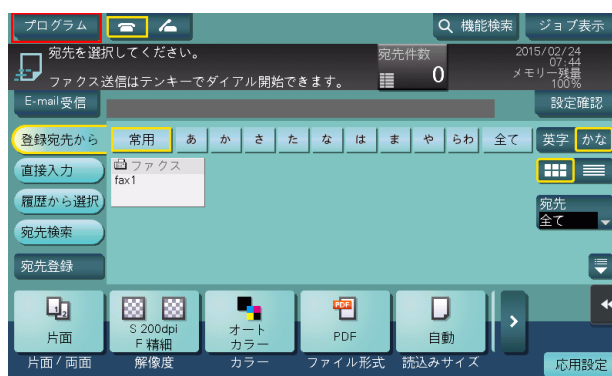 プログラム
機能検索
ジョブ表示
宛先を選択してください。
ファクス送信はテンキーでダイアル開始できます。
宛先件数
0
2015/02/24
07:44
メモリー残量
100%
E-mail受信
設定確認
登録宛先から
常用
あ
か
さ
た
な
は
ま
や
らわ
全て
英字
かな
直接入力
ファクス
fax1
履歴から選択
宛先
全て
宛先検索
宛先登録
1
2
片面
S 200dpi
F 精細
オート
カラー
PDF
PDF
自動
片面/両面
解像度
カラー
ファイル形式
読込みサイズ
応用設定